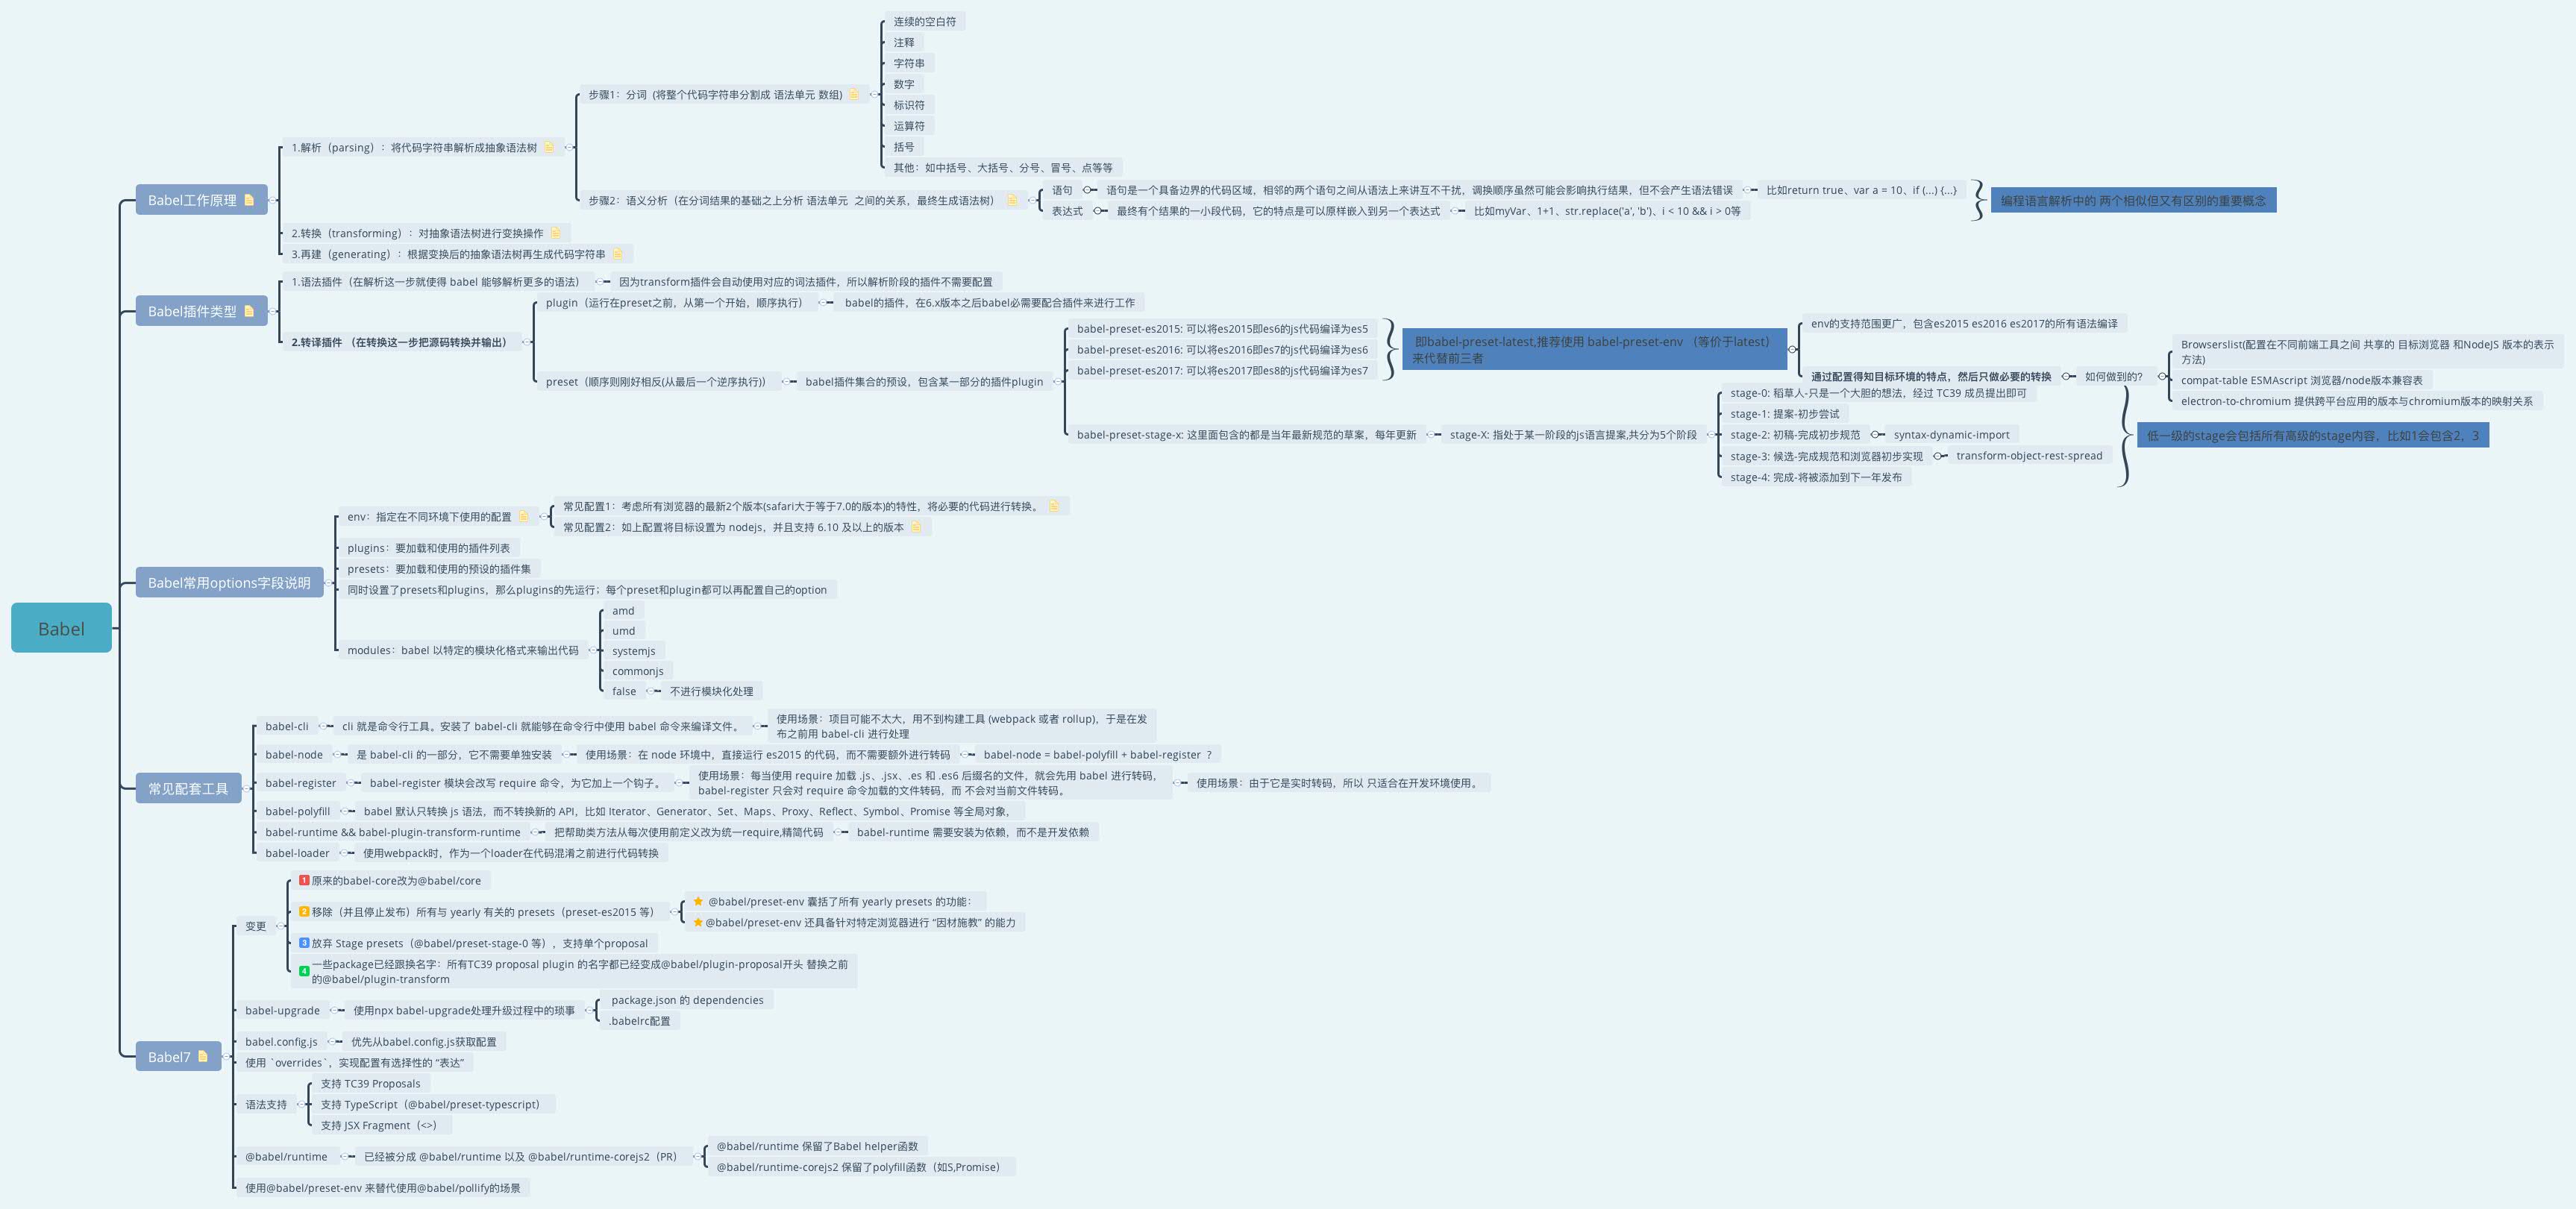 Babel
Babel工作原理
1.解析（parsing）：将代码字符串解析成抽象语法树
步骤1：分词（将整个代码字符串分割成 语法单元 数组)
连续的空白符
注释
字符串
数字
标识符
运算符
括号
其他：如中括号、大括号、分号、冒号、点等等
步骤2：语义分析（在分词结果的基础之上分析 语法单元 之间的关系，最终生成语法树）
语句
语句是一个具备边界的代码区域，相邻的两个语句之间从语法上来讲互不干扰，调换顺序虽然可能会影响执行结果，但不会产生语法错误
比如return true、var a = 10、if (...) {...}
表达式
最终有个结果的一小段代码，它的特点是可以原样嵌入到另一个表达式
比如myVar、1+1、str.replace('a', 'b')、i < 10 && i > 0等
编程语言解析中的 两个相似但又有区别的重要概念
2.转换（transforming）：对抽象语法树进行变换操作
3.再建（generating）：根据变换后的抽象语法树再生成代码字符串
Babel插件类型
1.语法插件（在解析这一步就使得 babel 能够解析更多的语法）
因为transform插件会自动使用对应的词法插件，所以解析阶段的插件不需要配置
2.转译插件 （在转换这一步把源码转换并输出）
plugin（运行在preset之前，从第一个开始，顺序执行）
babel的插件，在6.x版本之后babel必需要配合插件来进行工作
preset（顺序则刚好相反(从最后一个逆序执行)）
babel插件集合的预设，包含某一部分的插件plugin
babel-preset-es2015: 可以将es2015即es6的js代码编译为es5
babel-preset-es2016: 可以将es2016即es7的js代码编译为es6
babel-preset-es2017: 可以将es2017即es8的js代码编译为es7
即babel-preset-latest,推荐使用 babel-preset-env （等价于latest）
来代替前三者
env的支持范围更广，包含es2015 es2016 es2017的所有语法编译
通过配置得知目标环境的特点，然后只做必要的转换
如何做到的？
Browserslist(配置在不同前端工具之间 共享的 目标浏览器 和NodeJS 版本的表示
方法)
compat-table ESMAscript 浏览器/node版本兼容表
electron-to-chromium 提供跨平台应用的版本与chromium版本的映射关系
babel-preset-stage-x: 这里面包含的都是当年最新规范的草案，每年更新
stage-X: 指处于某一阶段的js语言提案,共分为5个阶段
stage-0: 稻草人-只是一个大胆的想法，经过 TC39 成员提出即可
stage-1: 提案-初步尝试
stage-2: 初稿-完成初步规范
syntax-dynamic-import
stage-3: 候选-完成规范和浏览器初步实现
transform-object-rest-spread
stage-4: 完成-将被添加到下一年发布
低一级的stage会包括所有高级的stage内容，比如1会包含2，3
Babel常用options字段说明
env：指定在不同环境下使用的配置
常见配置1：考虑所有浏览器的最新2个版本(safari大于等于7.0的版本)的特性，将必要的代码进行转换。
常见配置2：如上配置将目标设置为 nodejs，并且支持 6.10 及以上的版本
plugins：要加载和使用的插件列表
presets：要加载和使用的预设的插件集
同时设置了presets和plugins，那么plugins的先运行；每个preset和plugin都可以再配置自己的option
modules：babel 以特定的模块化格式来输出代码
amd
umd
systemjs
commonjs
false
不进行模块化处理
常见配套工具
babel-cli
cli 就是命令行工具。安装了 babel-cli 就能够在命令行中使用 babel 命令来编译文件。
使用场景：项目可能不太大，用不到构建工具 (webpack 或者 rollup)，于是在发
布之前用 babel-cli 进行处理
babel-node
是 babel-cli 的一部分，它不需要单独安装
使用场景：在 node 环境中，直接运行 es2015 的代码，而不需要额外进行转码
babel-node = babel-polyfill + babel-register ？
babel-register
babel-register 模块会改写 require 命令，为它加上一个钩子。
使用场景：每当使用 require 加载 .js、.jsx、.es 和 .es6 后缀名的文件，就会先用 babel 进行转码，
babel-register 只会对 require 命令加载的文件转码，而 不会对当前文件转码。
使用场景：由于它是实时转码，所以 只适合在开发环境使用。
babel-polyfill
babel 默认只转换 js 语法，而不转换新的 API，比如 Iterator、Generator、Set、Maps、Proxy、Reflect、Symbol、Promise 等全局对象，
babel-runtime && babel-plugin-transform-runtime
把帮助类方法从每次使用前定义改为统一require,精简代码
babel-runtime 需要安装为依赖，而不是开发依赖
babel-loader
使用webpack时，作为一个loader在代码混淆之前进行代码转换
Babel7
变更
1 原来的babel-core改为@babel/core
2 移除（并且停止发布）所有与 yearly 有关的 presets（preset-es2015 等）
@babel/preset-env 囊括了所有 yearly presets 的功能：
@babel/preset-env 还具备针对特定浏览器进行 “因材施教” 的能力
3 放弃 Stage presets（@babel/preset-stage-0 等），支持单个proposal
4 一些package已经跟换名字：所有TC39 proposal plugin 的名字都已经变成@babel/plugin-proposal开头 替换之前
的@babel/plugin-transform
babel-upgrade
使用npx babel-upgrade处理升级过程中的琐事
package.json 的 dependencies
.babelrc配置
babel.config.js
优先从babel.config.js获取配置
使用 `overrides`，实现配置有选择性的 “表达”
语法支持
支持 TC39 Proposals
支持 TypeScript（@babel/preset-typescript）
支持 JSX Fragment（<>）
@babel/runtime
已经被分成 @babel/runtime 以及 @babel/runtime-corejs2（PR）
@babel/runtime 保留了Babel helper函数
@babel/runtime-corejs2 保留了polyfill函数（如S,Promise）
使用@babel/preset-env 来替代使用@babel/pollify的场景